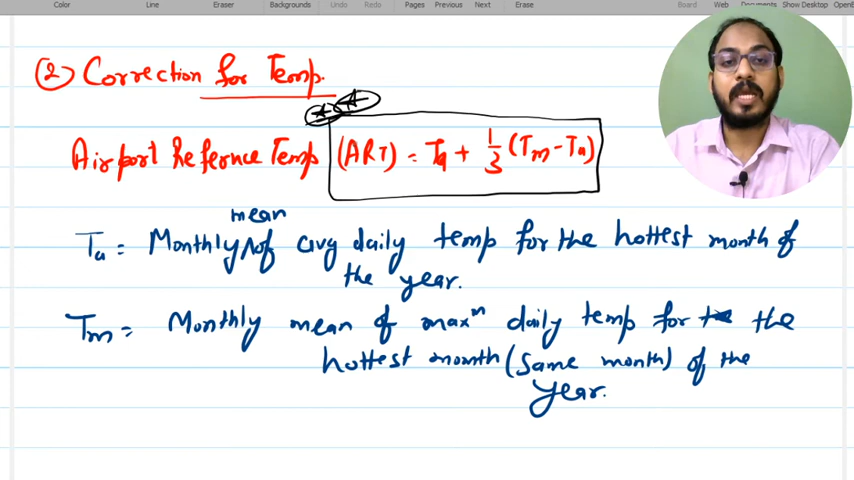 Color Line Eraser Backgrounds Undo Redo Pages Previous Next Erase Board Web Documents Show Desktop
② Correction for Temp.
Airport Refernce Temp (ART) = Ta + 1/3 (Tm - Ta)
mean
Ta = Monthly ^ of avg daily temp for the hottest month of
the year.
Tm = Monthly mean of maxm daily temp for the
hottest month (same month) of the
year.